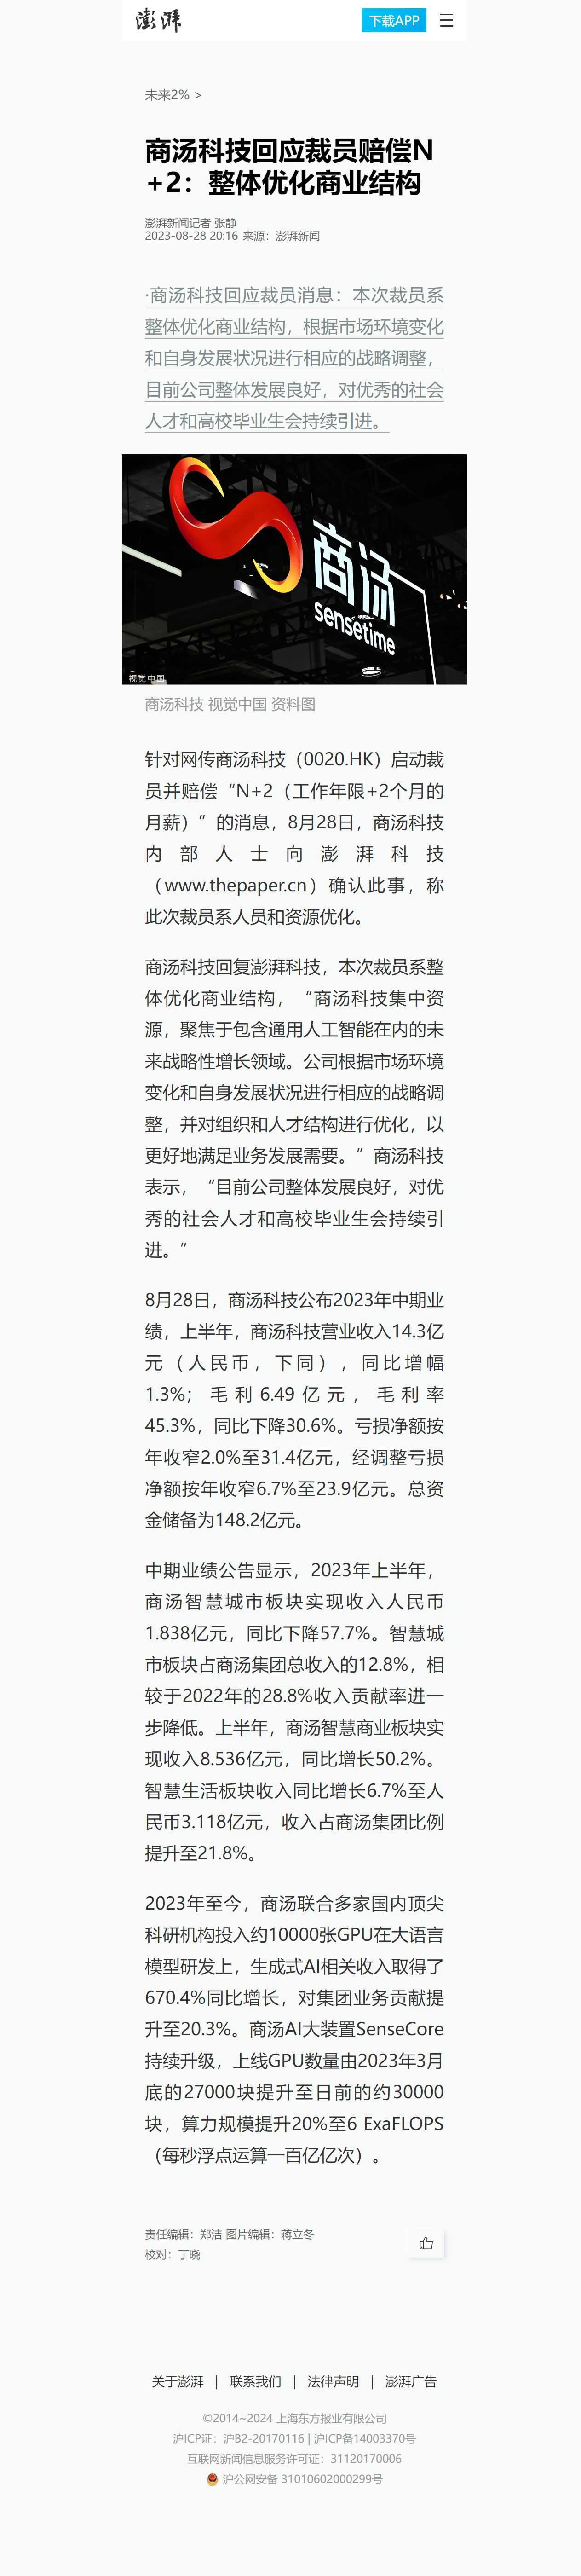 澎湃
下载APP
未来2% >
商汤科技回应裁员赔偿N
+2：整体优化商业结构
澎湃新闻记者 张静
2023-08-28 20:16 来源：澎湃新闻
·商汤科技回应裁员消息：本次裁员系
整体优化商业结构，根据市场环境变化
和自身发展状况进行相应的战略调整，
目前公司整体发展良好，对优秀的社会
人才和高校毕业生会持续引进。
商汤
sensetime
视觉中国
商汤科技 视觉中国 资料图
针对网传商汤科技（0020.HK）启动裁
员并赔偿“N+2（工作年限+2个月的
月薪）”的消息，8月28日，商汤科技
内部人士向澎湃科技
（www.thepaper.cn）确认此事，称
此次裁员系人员和资源优化。
商汤科技回复澎湃科技，本次裁员系整
体优化商业结构，“商汤科技集中资
源，聚焦于包含通用人工智能在内的未
来战略性增长领域。公司根据市场环境
变化和自身发展状况进行相应的战略调
整，并对组织和人才结构进行优化，以
更好地满足业务发展需要。”商汤科技
表示，“目前公司整体发展良好，对优
秀的社会人才和高校毕业生会持续引
进。”
8月28日，商汤科技公布2023年中期业
绩，上半年，商汤科技营业收入14.3亿
元（人民币，下同），同比增幅
1.3%；毛利6.49亿元，毛利率
45.3%，同比下降30.6%。亏损净额按
年收窄2.0%至31.4亿元，经调整亏损
净额按年收窄6.7%至23.9亿元。总资
金储备为148.2亿元。
中期业绩公告显示，2023年上半年，
商汤智慧城市板块实现收入人民币
1.838亿元，同比下降57.7%。智慧城
市板块占商汤集团总收入的12.8%，相
较于2022年的28.8%收入贡献率进一
步降低。上半年，商汤智慧商业板块实
现收入8.536亿元，同比增长50.2%。
智慧生活板块收入同比增长6.7%至人
民币3.118亿元，收入占商汤集团比例
提升至21.8%。
2023年至今，商汤联合多家国内顶尖
科研机构投入约10000张GPU在大语言
模型研发上，生成式AI相关收入取得了
670.4%同比增长，对集团业务贡献提
升至20.3%。商汤AI大装置SenseCore
持续升级，上线GPU数量由2023年3月
底的27000块提升至日前的约30000
块，算力规模提升20%至6 ExaFLOPS
（每秒浮点运算一百亿亿次）。
责任编辑：郑洁 图片编辑：蒋立冬
校对：丁晓
关于澎湃 | 联系我们 | 法律声明 | 澎湃广告
©2014~2024 上海东方报业有限公司
沪ICP证：沪B2-20170116 | 沪ICP备14003370号
互联网新闻信息服务许可证：31120170006
沪公网安备 31010602000299号